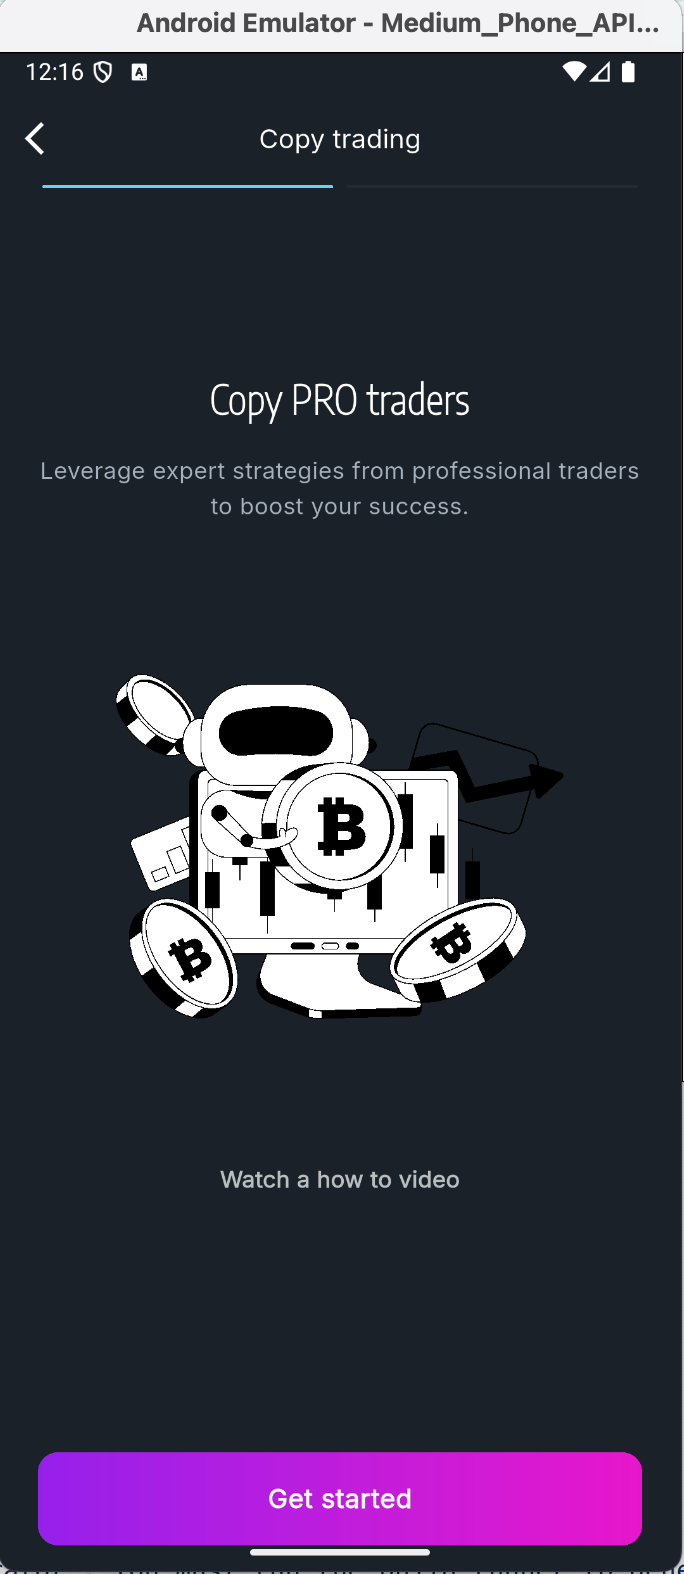 Android Emulator - Medium_Phone_API...
12:16
A
Copy trading
Copy PRO traders
Leverage expert strategies from professional traders
to boost your success.
Watch a how to video
Get started